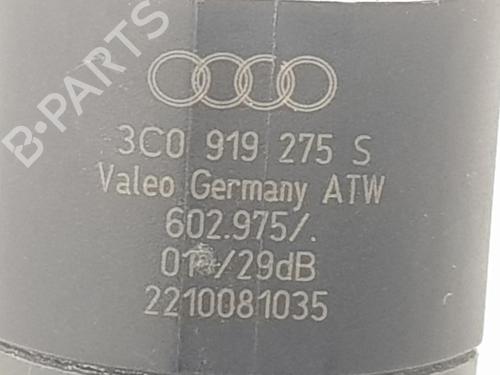 B-PARTS
3C0 919 275 S
Valeo Germany ATW
602.975/.
01 /29dB
2210081035